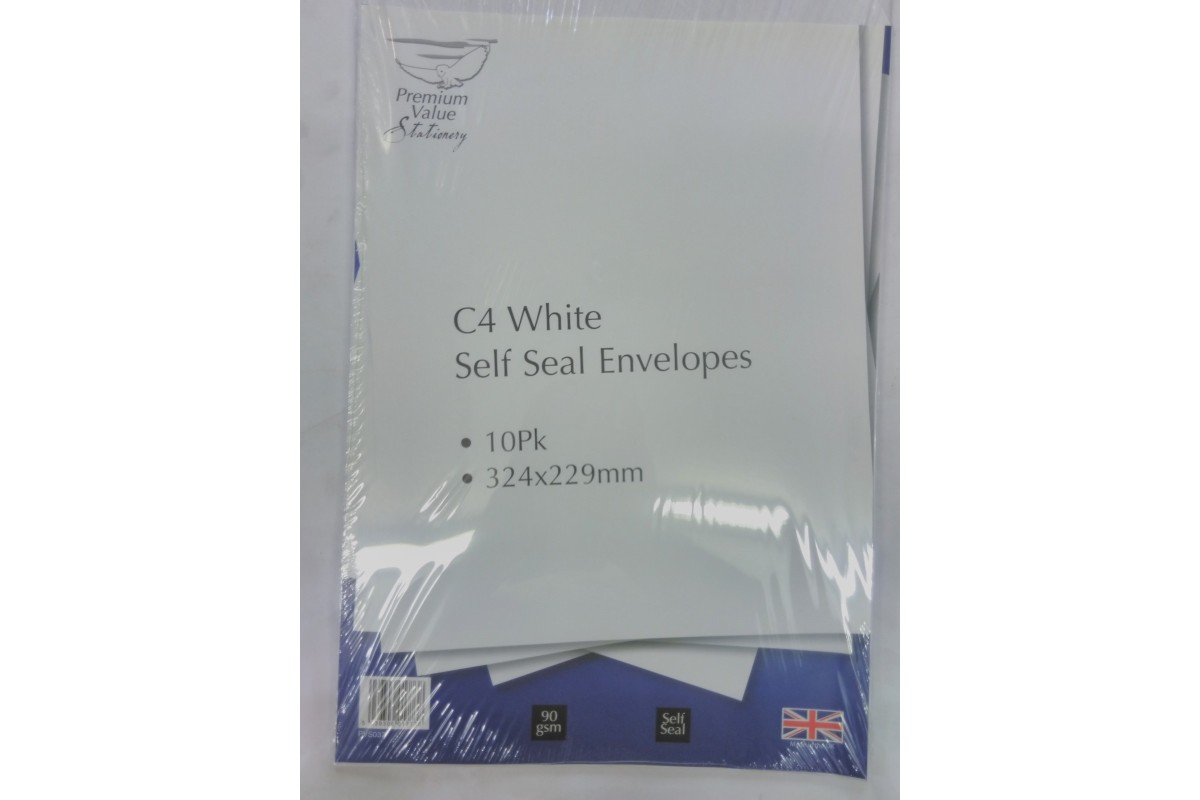 Premium
Value
Stationery
C4 White
Self Seal Envelopes
• 10Pk
• 324x229mm
90
gsm
Self
Seal